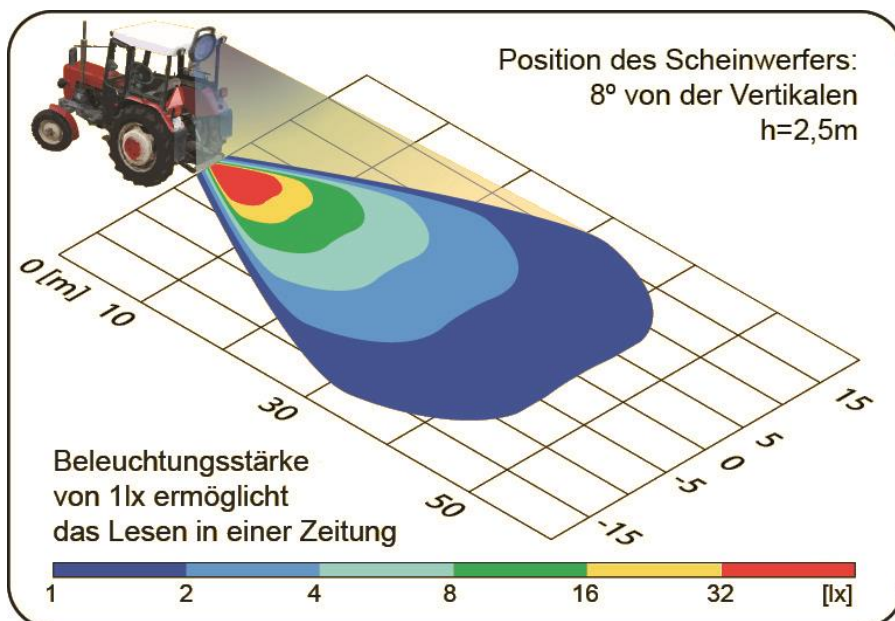 Position des Scheinwerfers:
8º von der Vertikalen
h=2,5m
0 [m]
10
30
50
15
5
0
-5
-15
Beleuchtungsstärke
von 1lx ermöglicht
das Lesen in einer Zeitung
1 2 4 8 16 32 [lx]